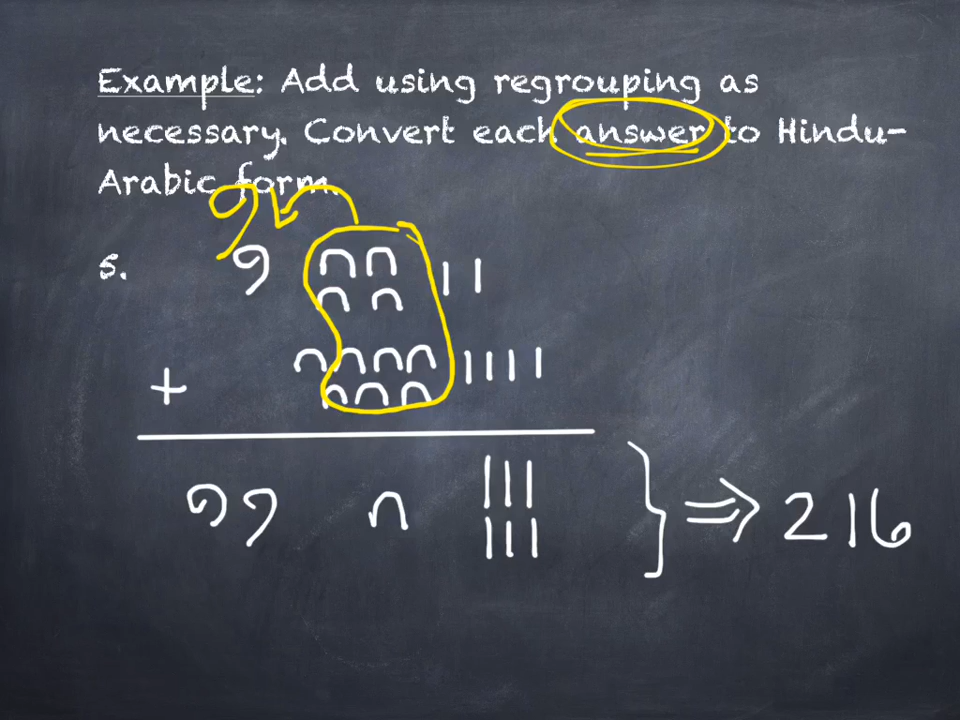 Example: Add using regrouping as
necessary. Convert each answer to Hindu-
Arabic form.
5.
+
216